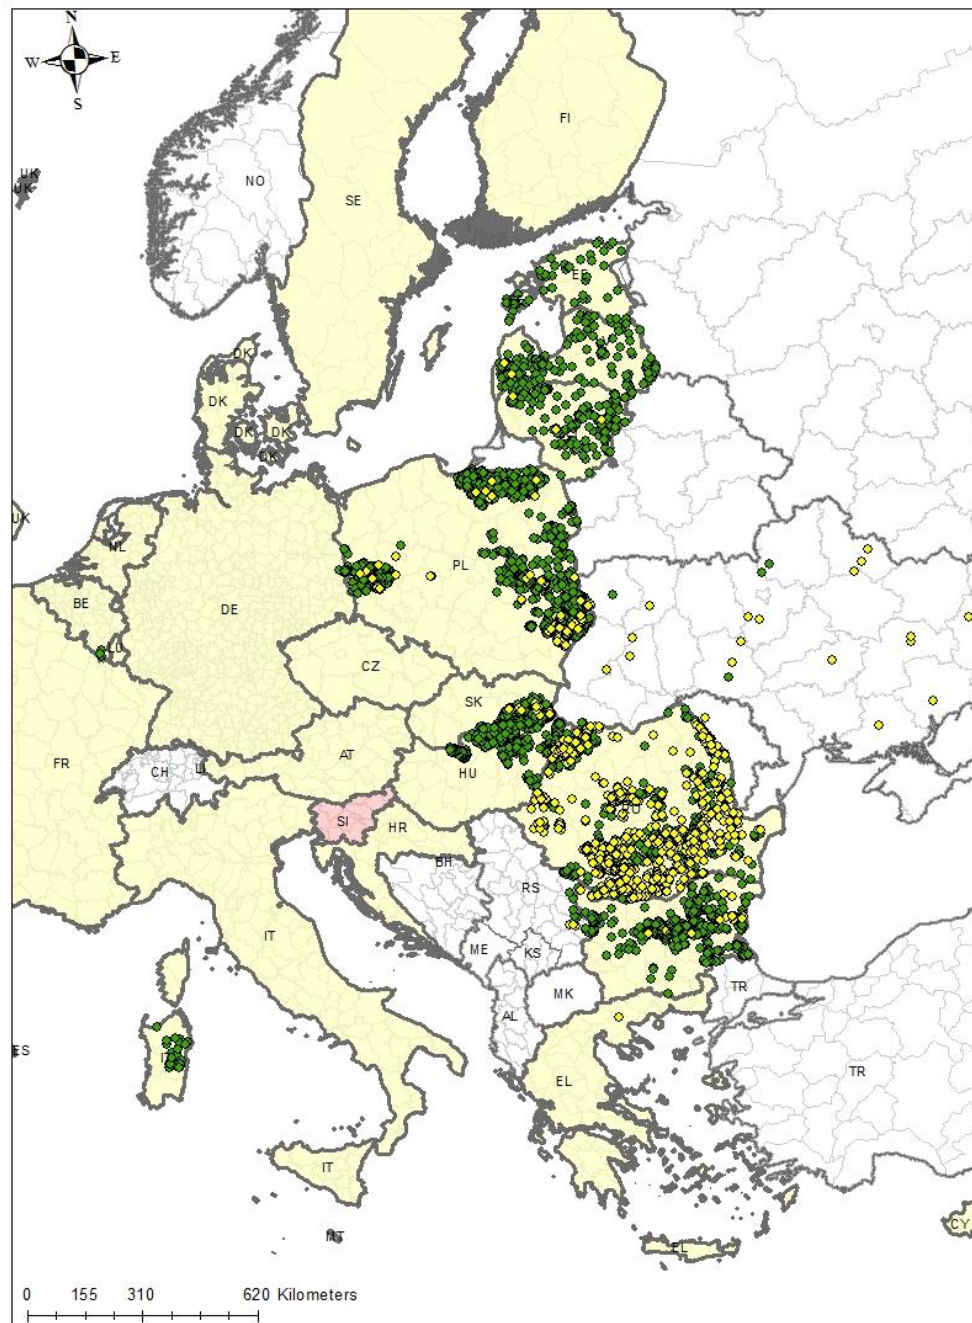 N
W E
S
FI
UK
UK
NO
SE
EE
DK
DK
DK
DK
DK
UK
NL
PL
BE
DE
LU
CZ
SK
FR
AT
CH
LI
HU
SI
HR
BH
RS
IT
ME
KS
MK
TR
AL
ES
IT
TR
EL
IT
CY
MT
EL
0 155 310 620 Kilometers